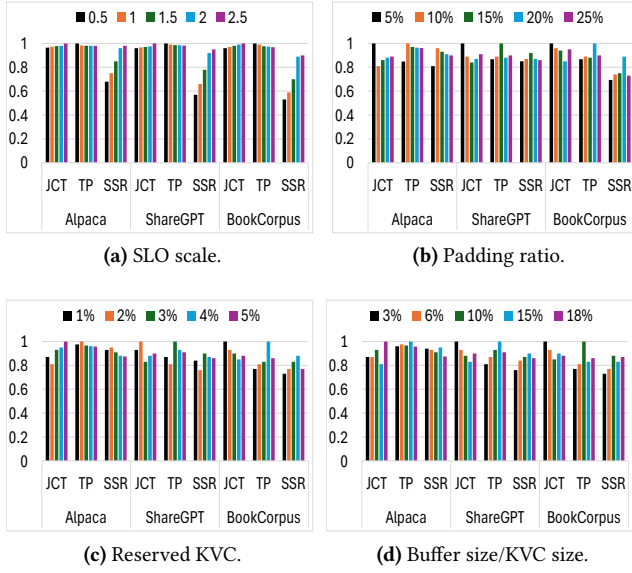 0.5 1 1.5 2 2.5
1
0.8
0.6
0.4
0.2
0
JCT TP SSR JCT TP SSR JCT TP SSR
Alpaca ShareGPT BookCorpus
(a) SLO scale.
5% 10% 15% 20% 25%
1
0.8
0.6
0.4
0.2
0
JCT TP SSR JCT TP SSR JCT TP SSR
Alpaca ShareGPT BookCorpus
(b) Padding ratio.
1% 2% 3% 4% 5%
1
0.8
0.6
0.4
0.2
0
JCT TP SSR JCT TP SSR JCT TP SSR
Alpaca ShareGPT BookCorpus
(c) Reserved KVC.
3% 6% 10% 15% 18%
1
0.8
0.6
0.4
0.2
0
JCT TP SSR JCT TP SSR JCT TP SSR
Alpaca ShareGPT BookCorpus
(d) Buffer size/KVC size.